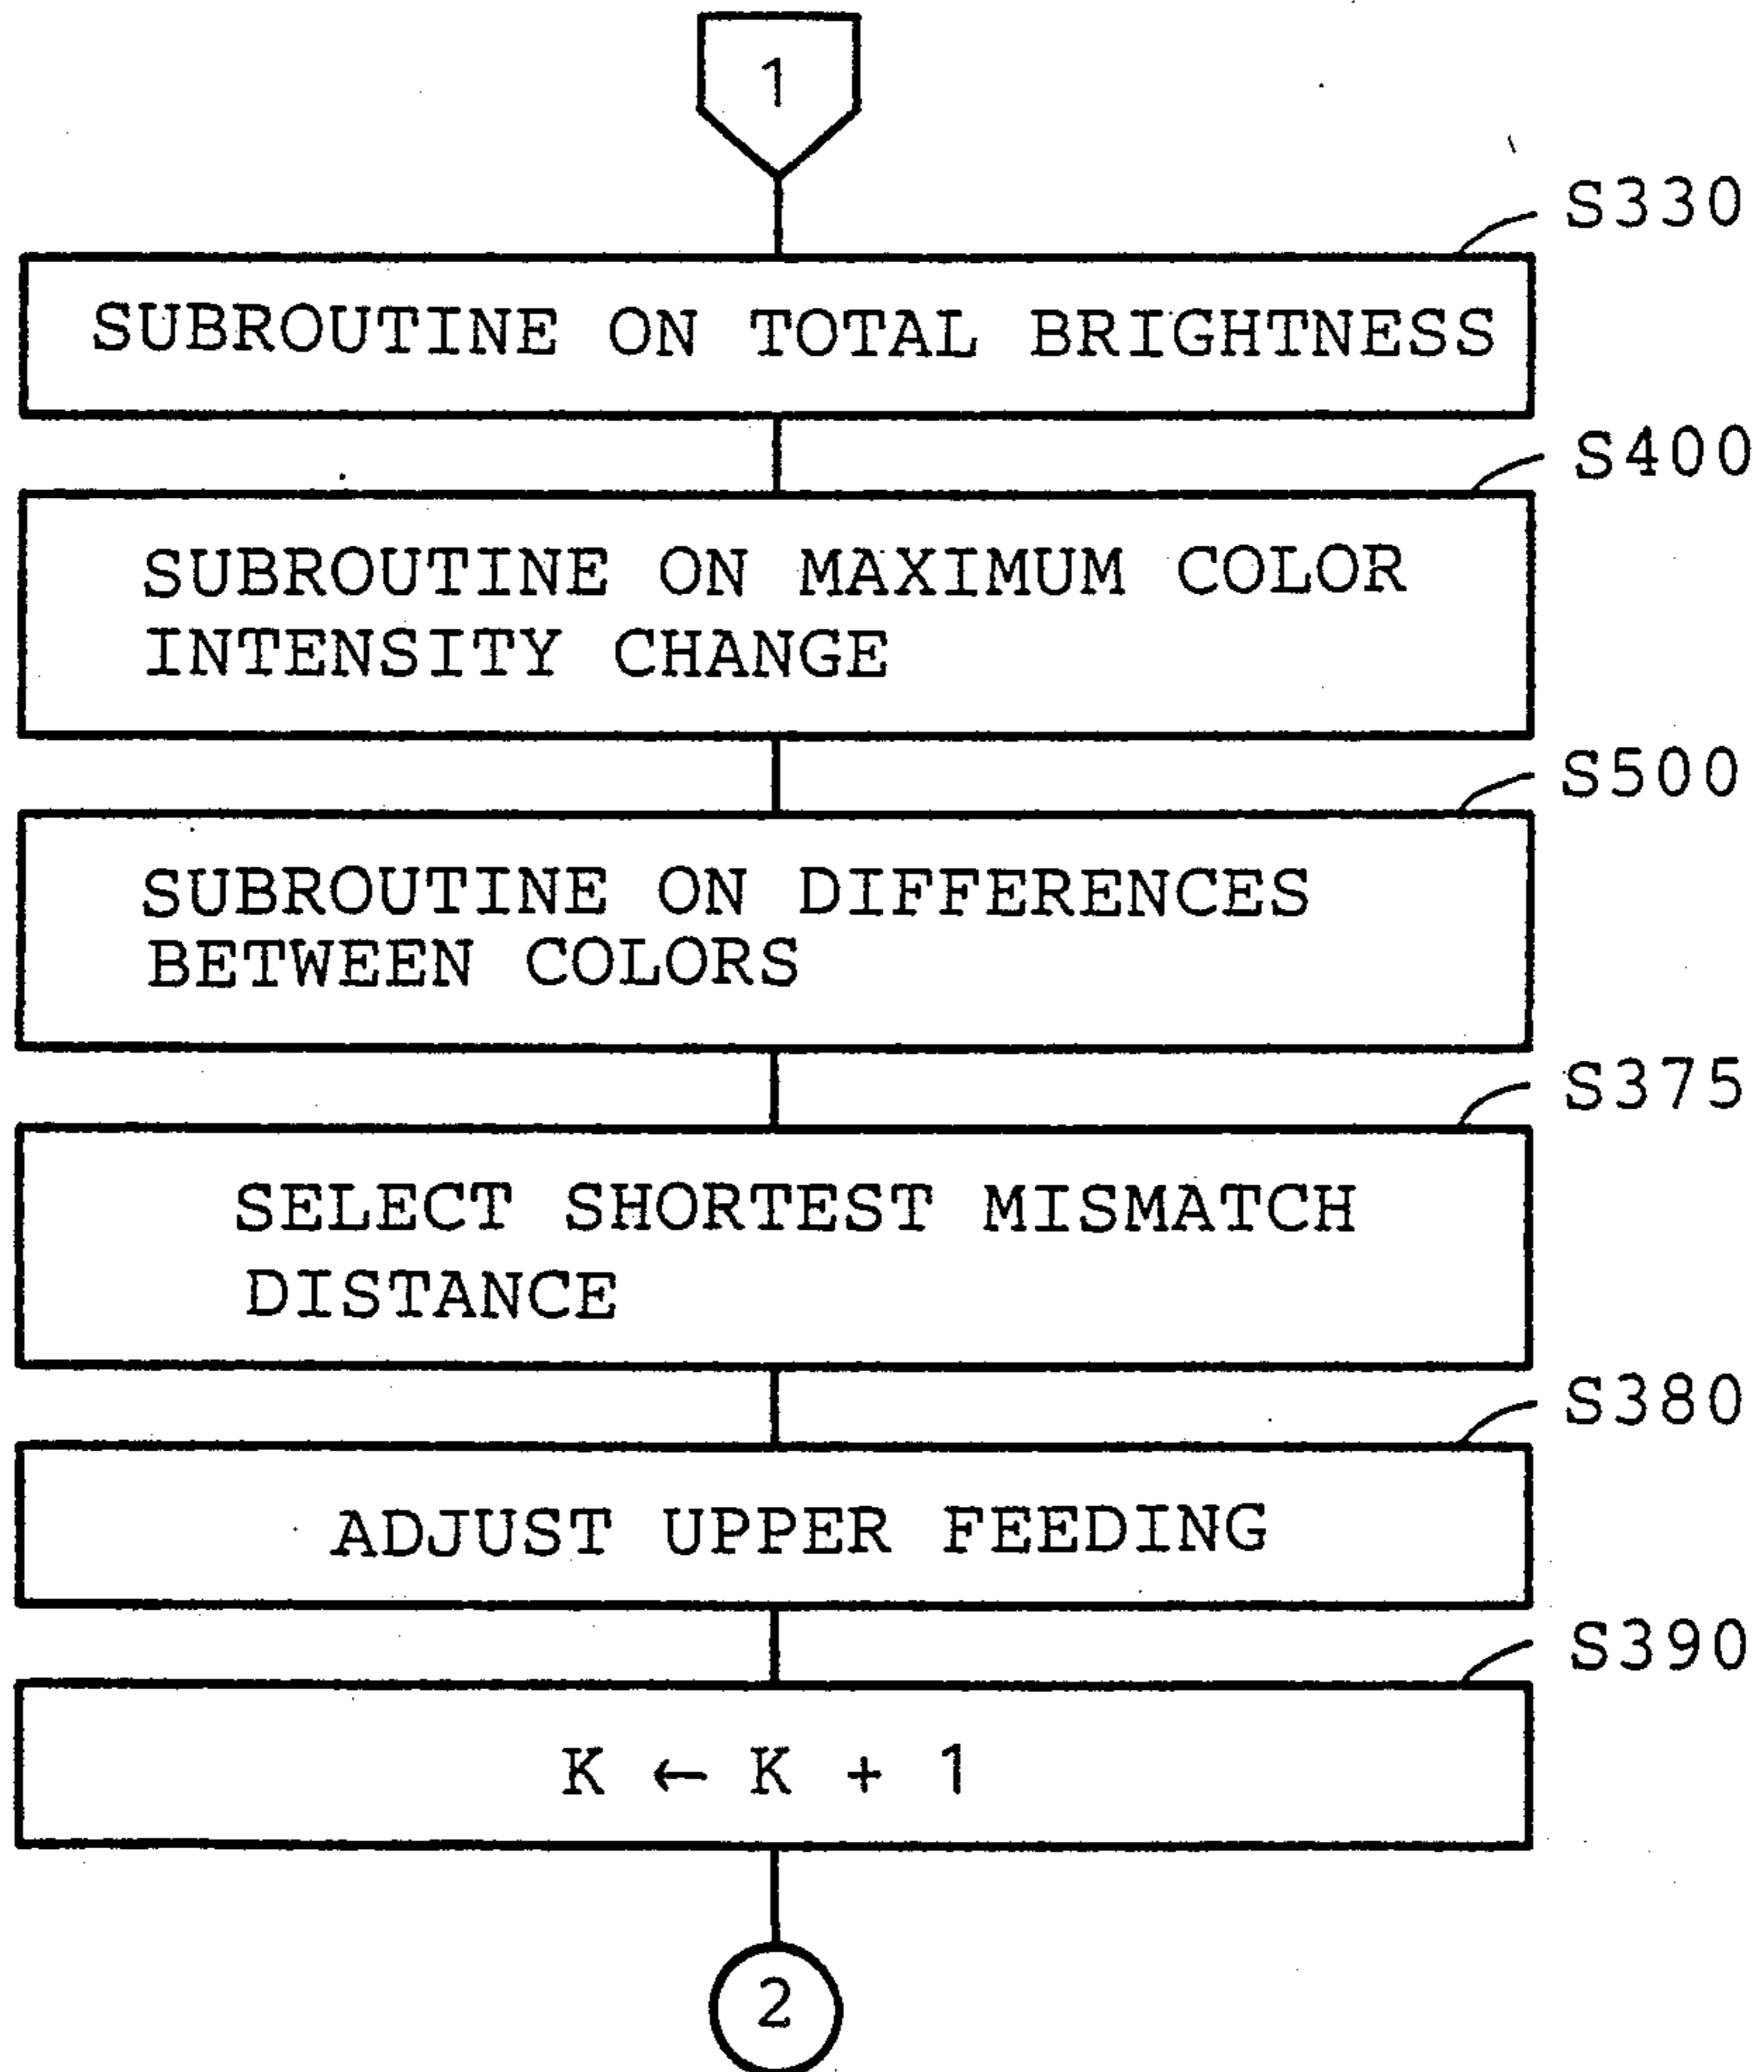 1
S330
SUBROUTINE ON TOTAL BRIGHTNESS
S400
SUBROUTINE ON MAXIMUM COLOR
INTENSITY CHANGE
S500
SUBROUTINE ON DIFFERENCES
BETWEEN COLORS
S375
SELECT SHORTEST MISMATCH
DISTANCE
S380
ADJUST UPPER FEEDING
S390
K ← K + 1
2